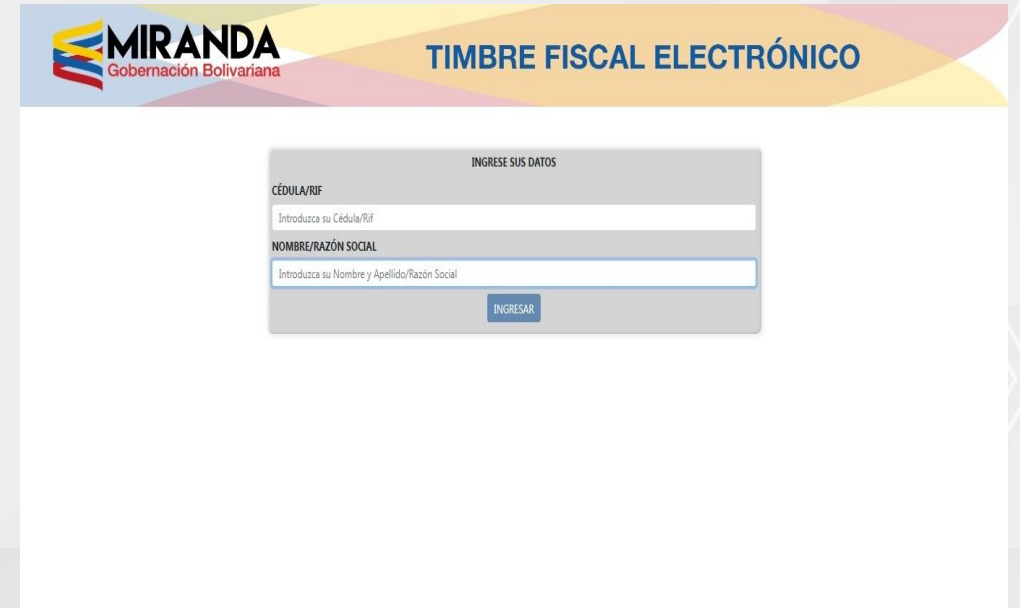 MIRANDA
Gobernación Bolivariana
TIMBRE FISCAL ELECTRÓNICO
INGRESE SUS DATOS
CÉDULA/RIF
Introduzca su Cédula/Rif
NOMBRE/RAZÓN SOCIAL
Introduzca su Nombre y Apellido/Razón Social
INGRESAR